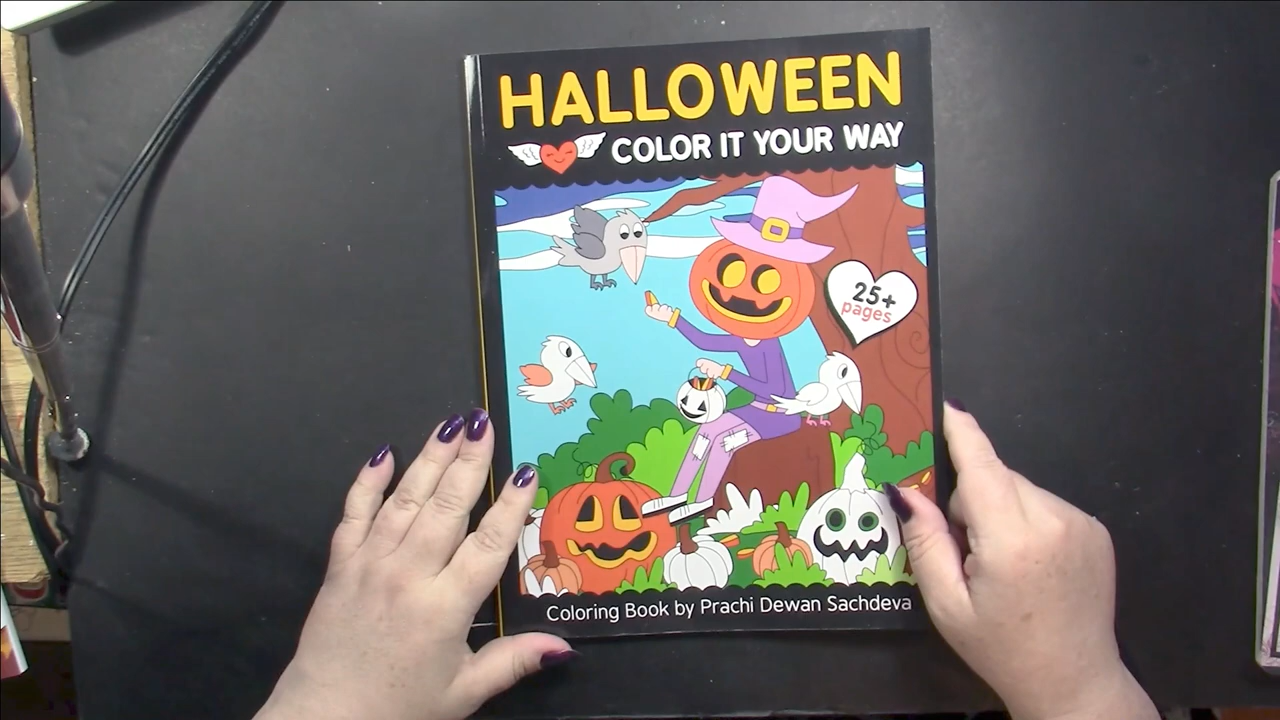 HALLOWEEN
COLOR IT YOUR WAY
25+
pages
Coloring Book by Prachi Dewan Sachdeva